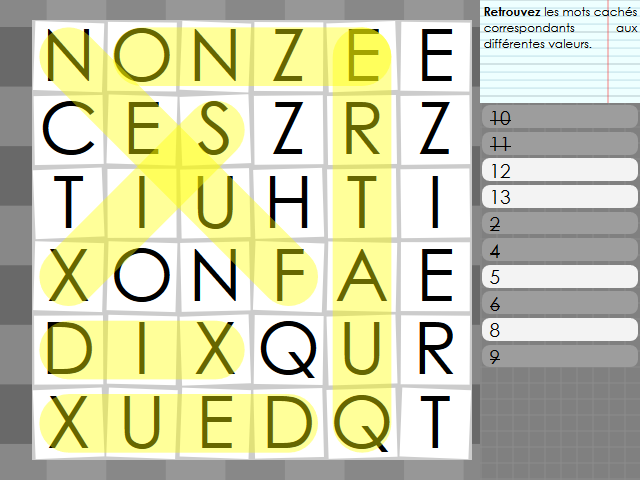 N O N Z E E
C E S Z R Z
T I U H T I
X O N F A E
D I X Q U R
X U E D Q T
Retrouvez les mots cachés
correspondants aux
différentes valeurs.
10
11
12
13
2
4
5
6
8
9